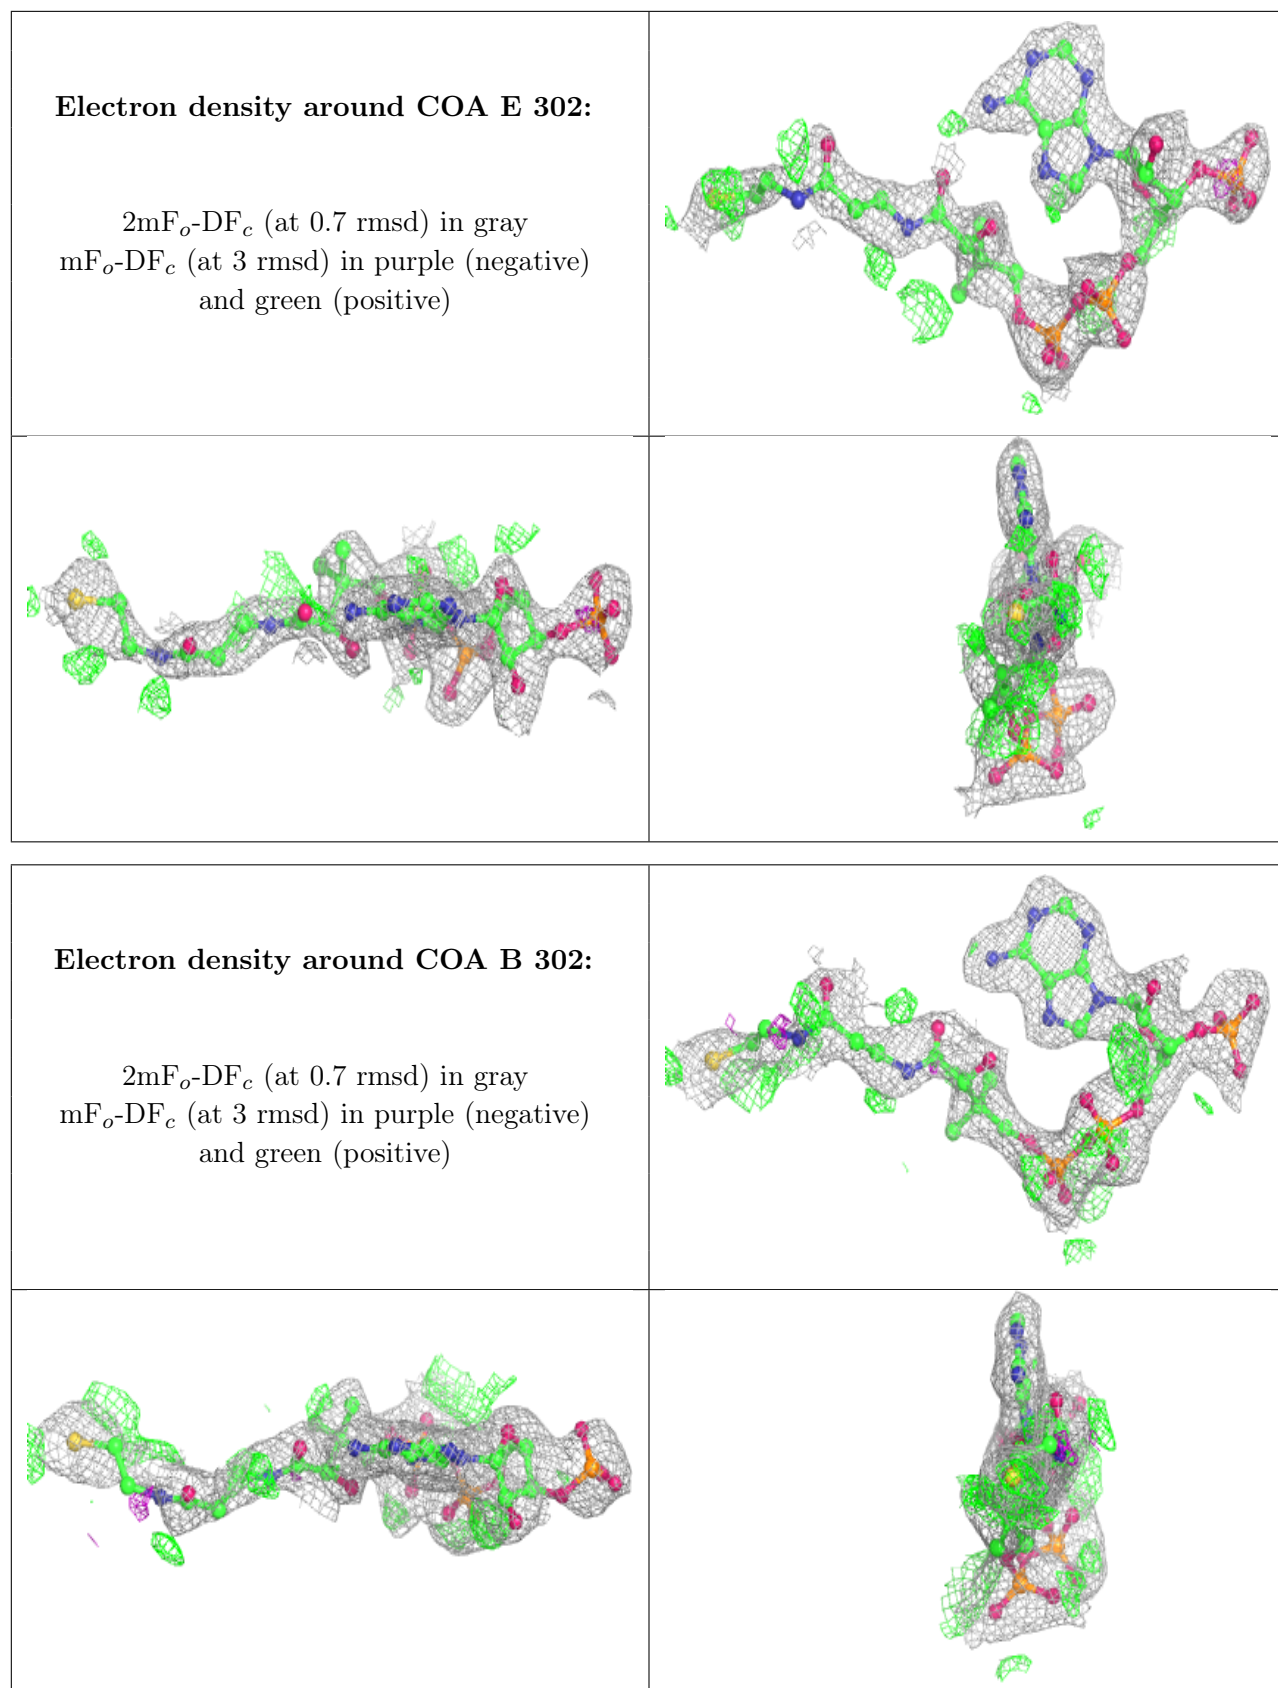 Electron density around COA E 302:
2mFo-DFc (at 0.7 rmsd) in gray
mFo-DFc (at 3 rmsd) in purple (negative)
and green (positive)
Electron density around COA B 302:
2mFo-DFc (at 0.7 rmsd) in gray
mFo-DFc (at 3 rmsd) in purple (negative)
and green (positive)